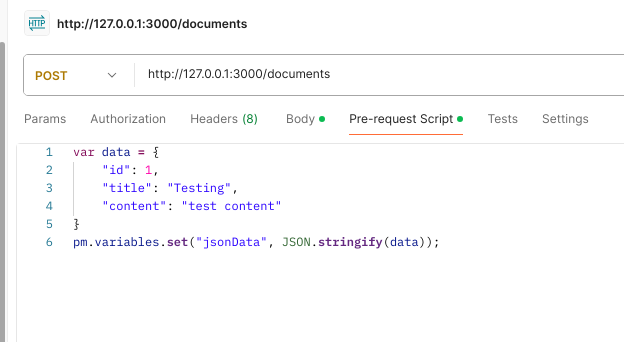 HTTP http://127.0.0.1:3000/documents
POST http://127.0.0.1:3000/documents
Params Authorization Headers (8) Body Pre-request Script Tests Settings
1 var data = {
2 "id": 1,
3 "title": "Testing",
4 "content": "test content"
5 }
6 pm.variables.set("jsonData", JSON.stringify(data));